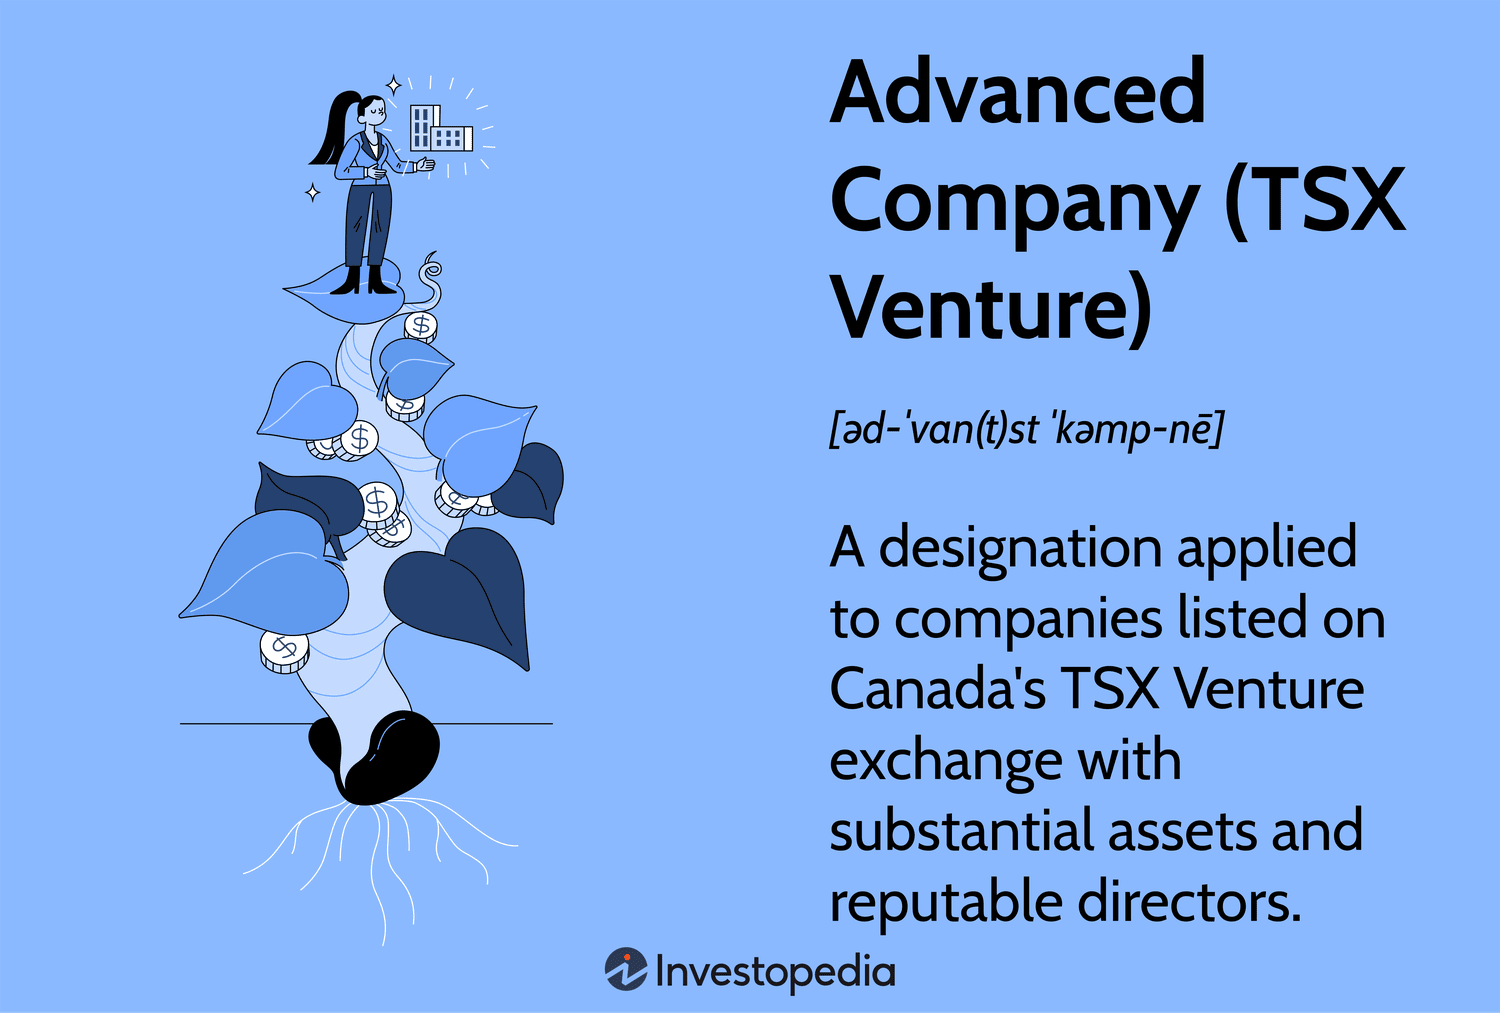 Advanced
Company (TSX
Venture)
[əd-ˈvan(t)st ˈkəmp-nē]
A designation applied
to companies listed on
Canada's TSX Venture
exchange with
substantial assets and
reputable directors.
Investopedia